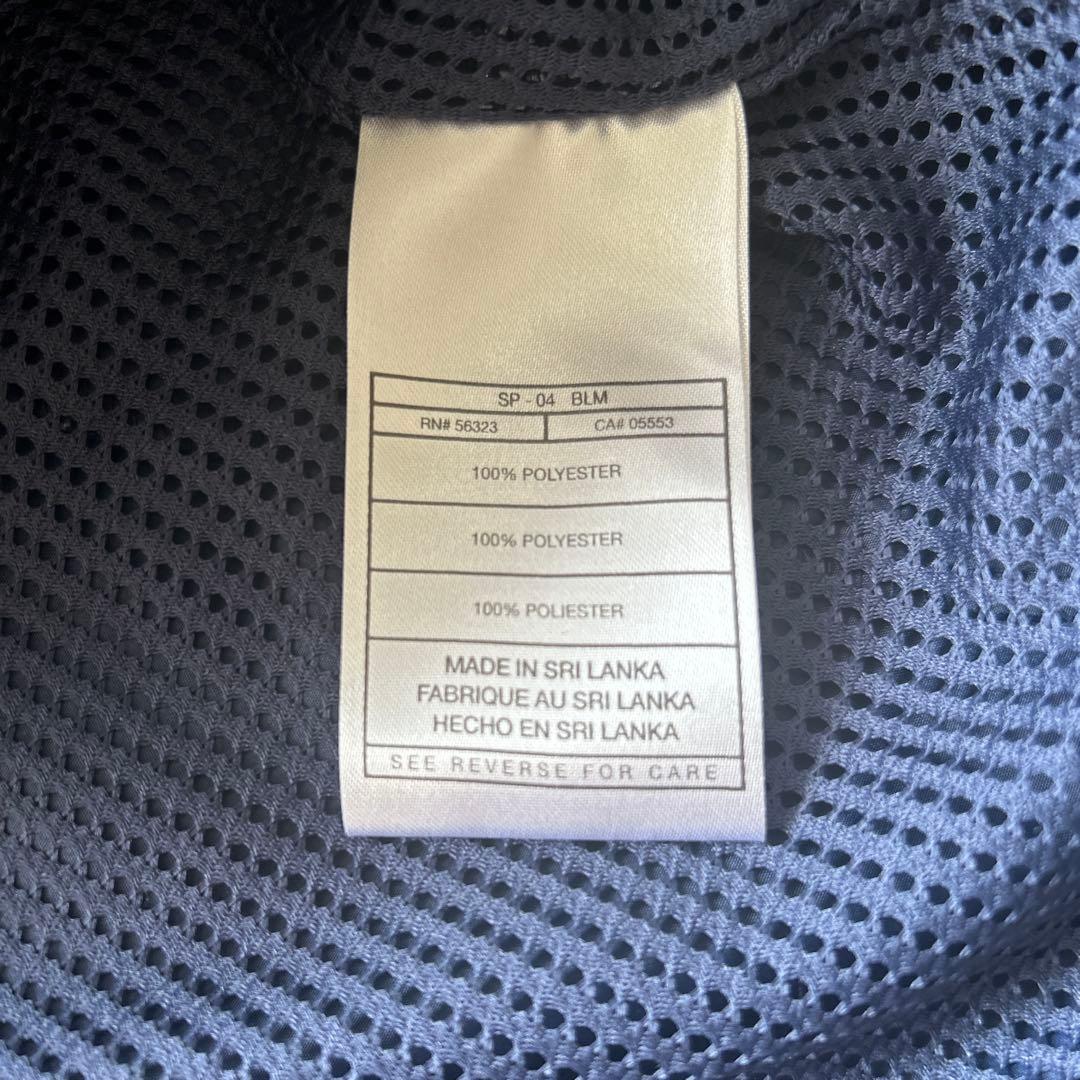 SP - 04 BLM
RN# 56323 CA# 05553
100% POLYESTER
100% POLYESTER
100% POLIESTER
MADE IN SRI LANKA
FABRIQUE AU SRI LANKA
HECHO EN SRI LANKA
SEE REVERSE FOR CARE